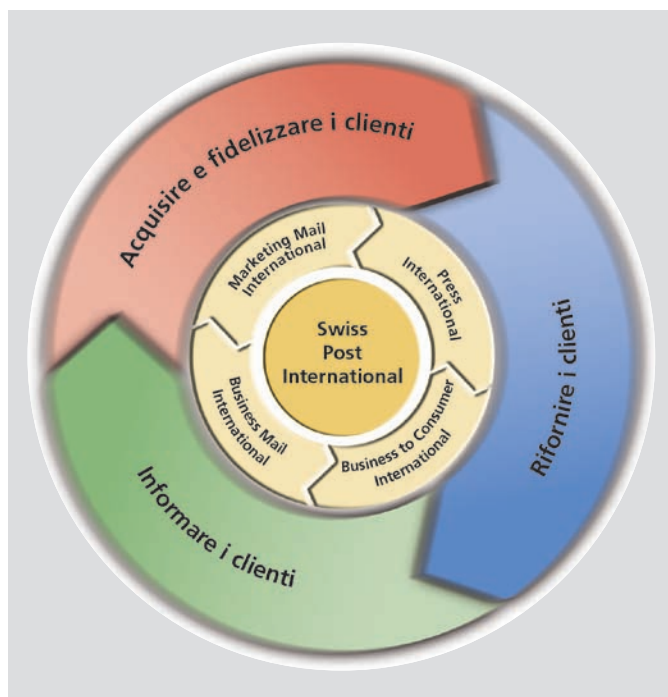 Acquisire e fidelizzare i clienti
Rifornire i clienti
Informare i clienti
Marketing Mail
International
Press
International
Business to Consumer
International
Business Mail
International
Swiss
Post
International